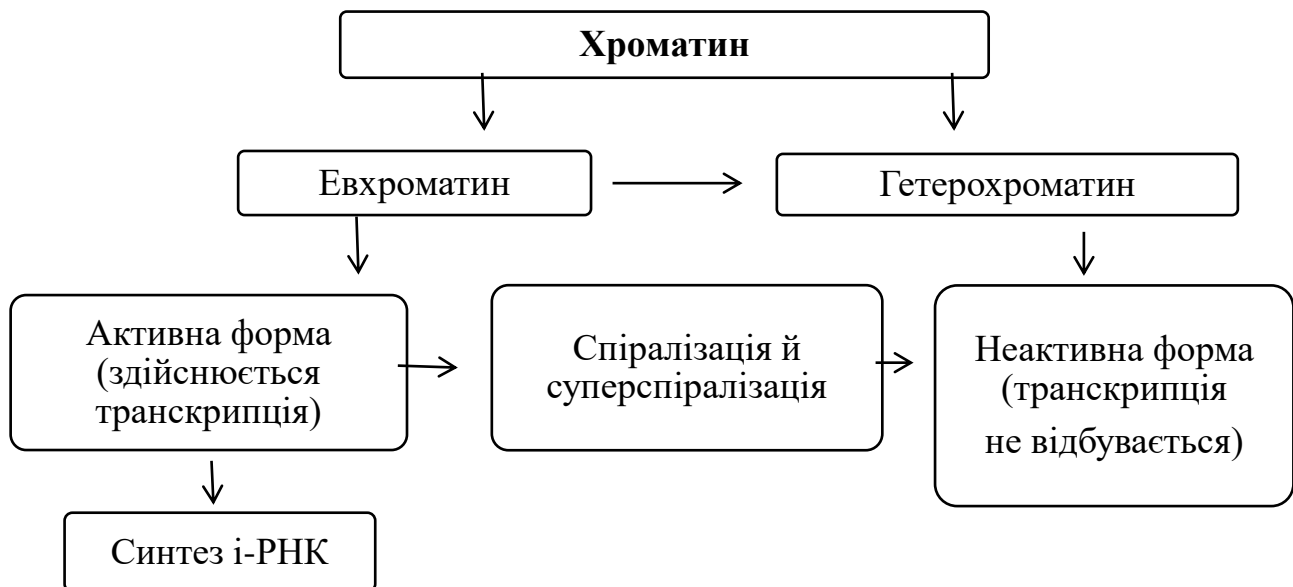 Хроматин
Евхроматин
Гетерохроматин
Активна форма
(здійснюється
транскрипція)
Спіралізація й
суперспіралізація
Неактивна форма
(транскрипція
не відбувається)
Синтез і-РНК